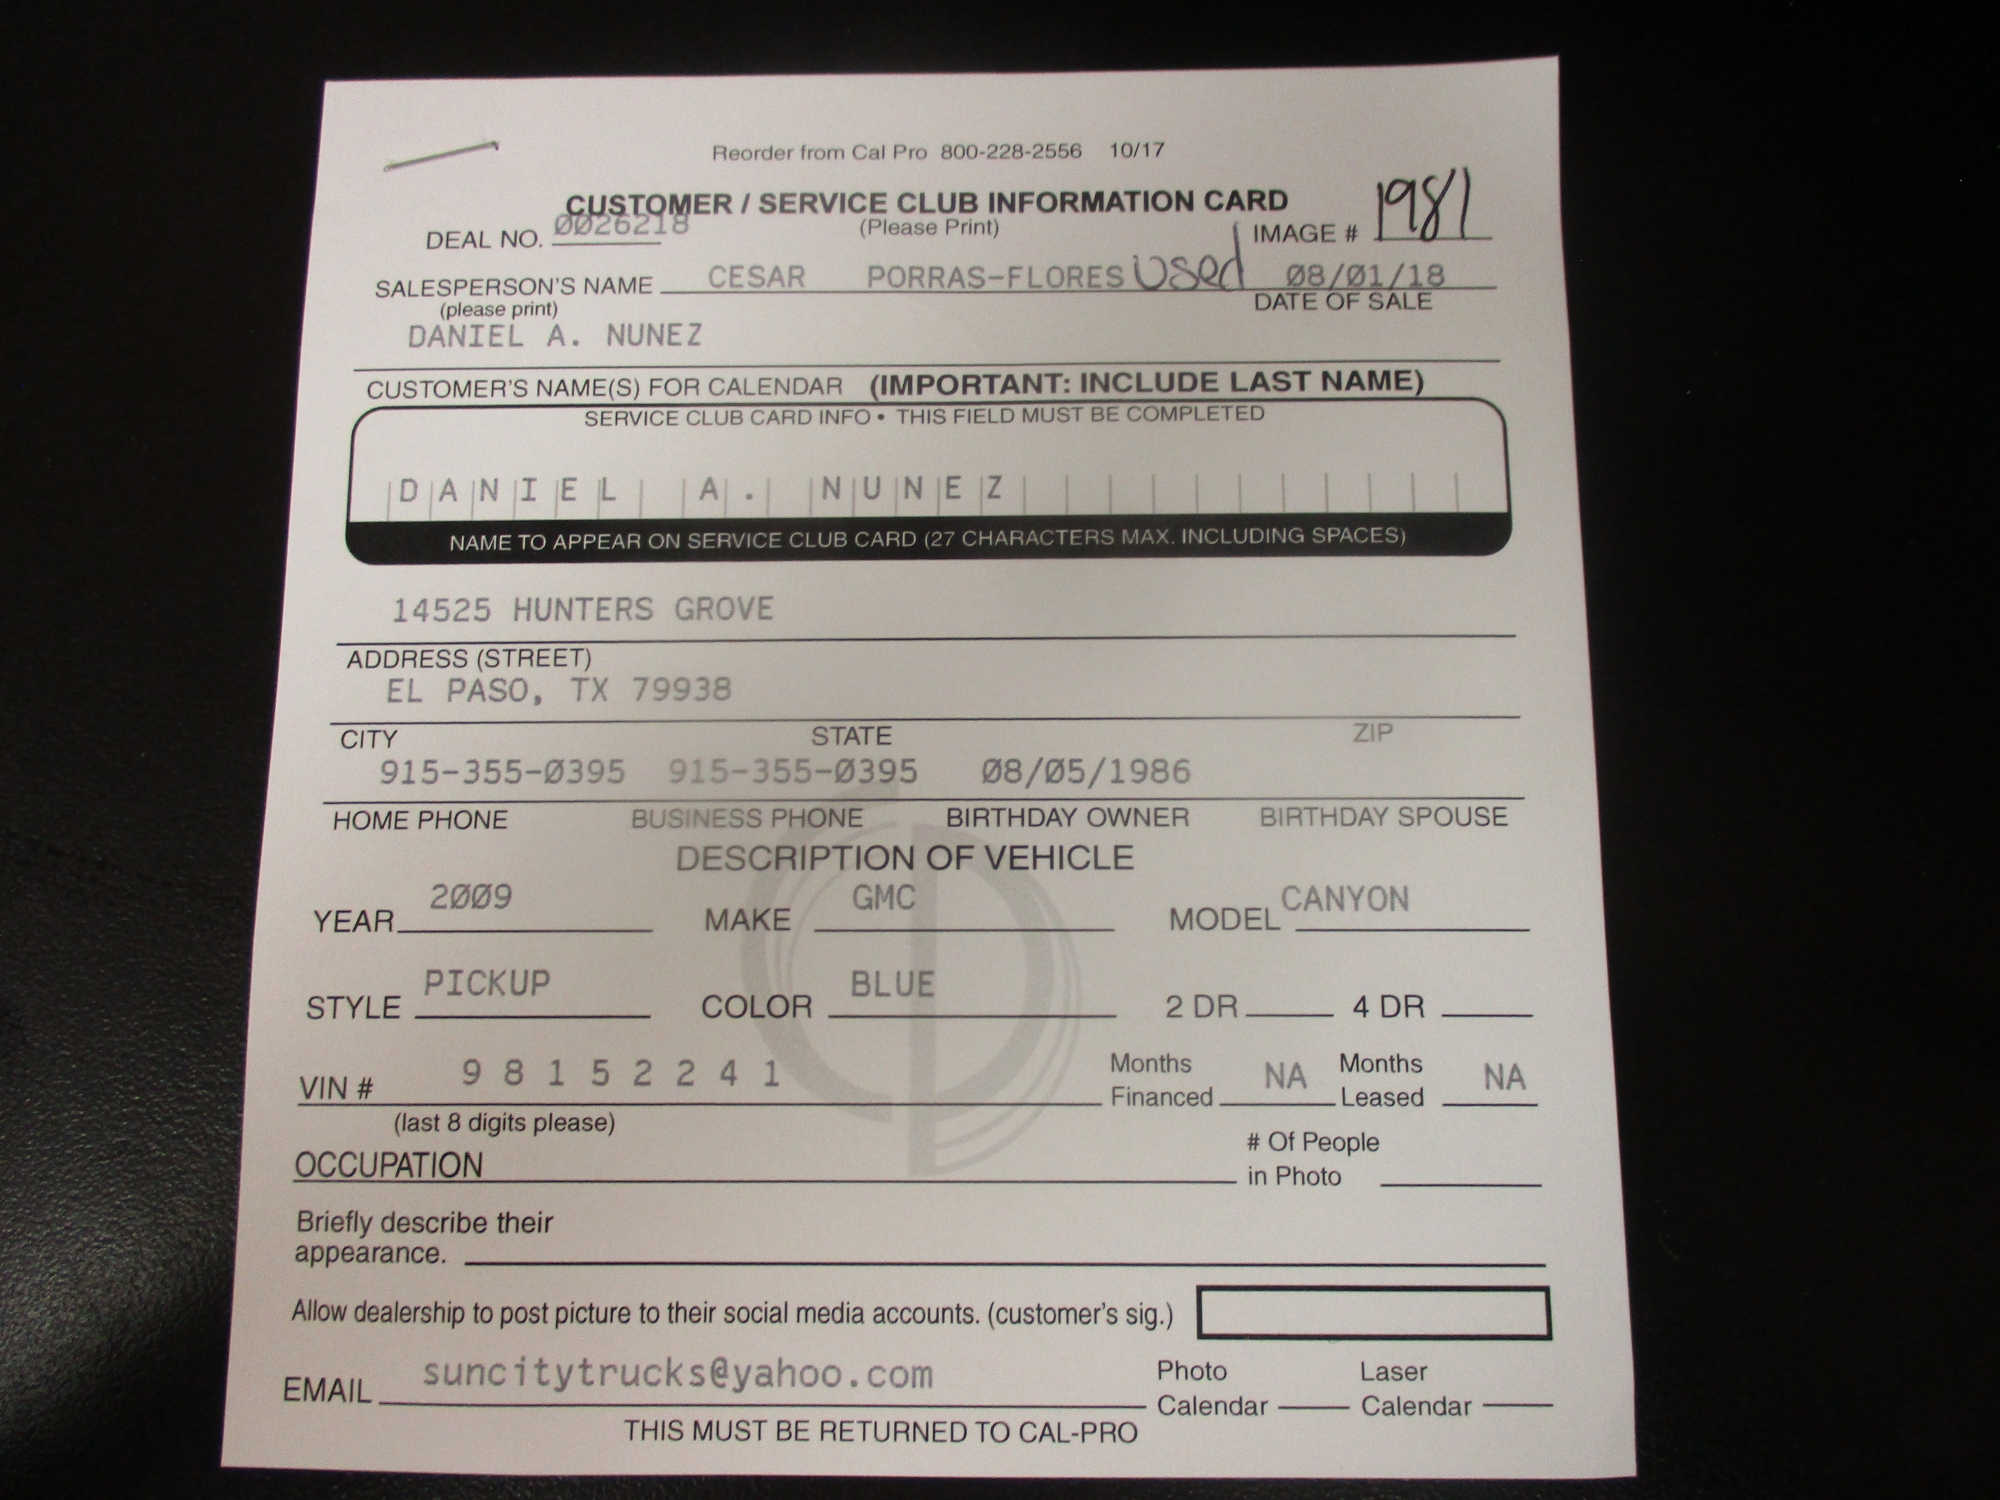 Reorder from Cal Pro 800-228-2556 10/17
CUSTOMER / SERVICE CLUB INFORMATION CARD
DEAL NO. 0026218 (Please Print) IMAGE # 1981
SALESPERSON'S NAME CESAR PORRAS-FLORES Used 08/01/18
(please print) DATE OF SALE
DANIEL A. NUNEZ
CUSTOMER'S NAME(S) FOR CALENDAR (IMPORTANT: INCLUDE LAST NAME)
SERVICE CLUB CARD INFO • THIS FIELD MUST BE COMPLETED
DANIEL A. NUNEZ
NAME TO APPEAR ON SERVICE CLUB CARD (27 CHARACTERS MAX. INCLUDING SPACES)
14525 HUNTERS GROVE
ADDRESS (STREET)
EL PASO, TX 79938
CITY STATE ZIP
915-355-0395 915-355-0395 08/05/1986
HOME PHONE BUSINESS PHONE BIRTHDAY OWNER BIRTHDAY SPOUSE
DESCRIPTION OF VEHICLE
YEAR 2009 MAKE GMC MODEL CANYON
STYLE PICKUP COLOR BLUE 2 DR 4 DR
VIN # 98152241 Months Financed NA Months Leased NA
(last 8 digits please)
OCCUPATION # Of People in Photo
Briefly describe their
appearance.
Allow dealership to post picture to their social media accounts. (customer's sig.)
EMAIL suncitytrucks@yahoo.com Photo Calendar Laser Calendar
THIS MUST BE RETURNED TO CAL-PRO